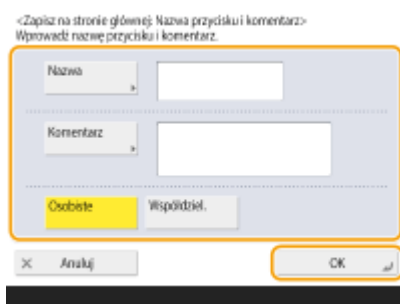 <Zapisz na stronie głównej: Nazwa przycisku i komentarz>
Wprowadź nazwę przycisku i komentarz.
Nazwa
Komentarz
Osobiste Współdziel.
× Anuluj OK